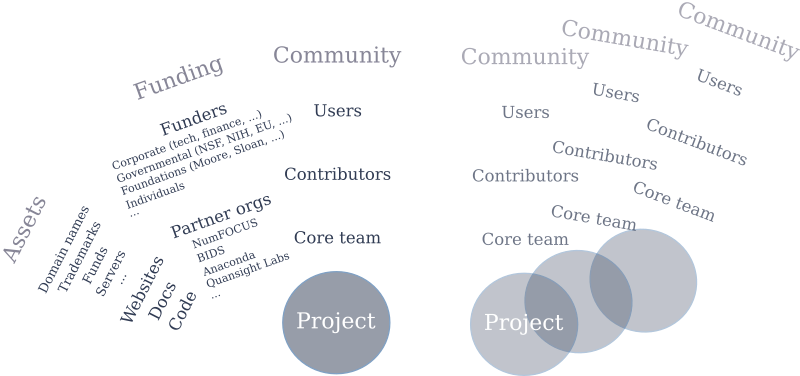 Assets
Domain names
Trademarks
Funds
Servers
...
Websites
Docs
Code
Funding
Funders
Corporate (tech, finance, ...)
Governmental (NSF, NIH, EU, ...)
Foundations (Moore, Sloan, ...)
Individuals
...
Partner orgs
NumFOCUS
BIDS
Anaconda
Quansight Labs
...
Community
Users
Contributors
Core team
Project
Community
Users
Contributors
Core team
Project
Community
Users
Contributors
Core team
Community
Users
Contributors
Core team